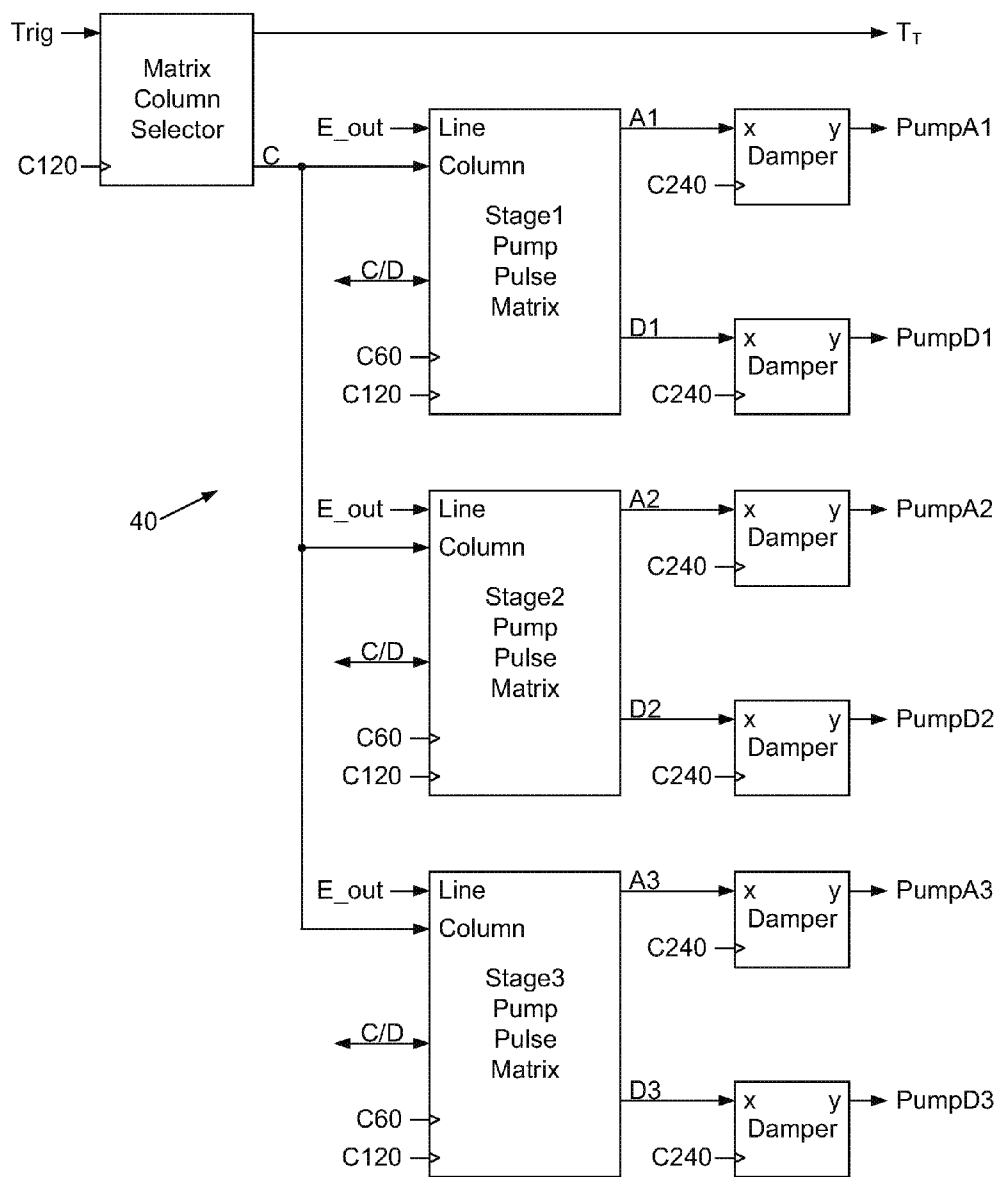 Trig
T_T
Matrix
Column
Selector
C120
C
E_out
Line
A1
x y
Damper
PumpA1
Column
C240
Stage1
Pump
Pulse
Matrix
C/D
D1
x y
Damper
PumpD1
C60
C120
C240
40
E_out
Line
A2
x y
Damper
PumpA2
Column
C240
Stage2
Pump
Pulse
Matrix
C/D
D2
x y
Damper
PumpD2
C60
C120
C240
E_out
Line
A3
x y
Damper
PumpA3
Column
C240
Stage3
Pump
Pulse
Matrix
C/D
D3
x y
Damper
PumpD3
C60
C120
C240